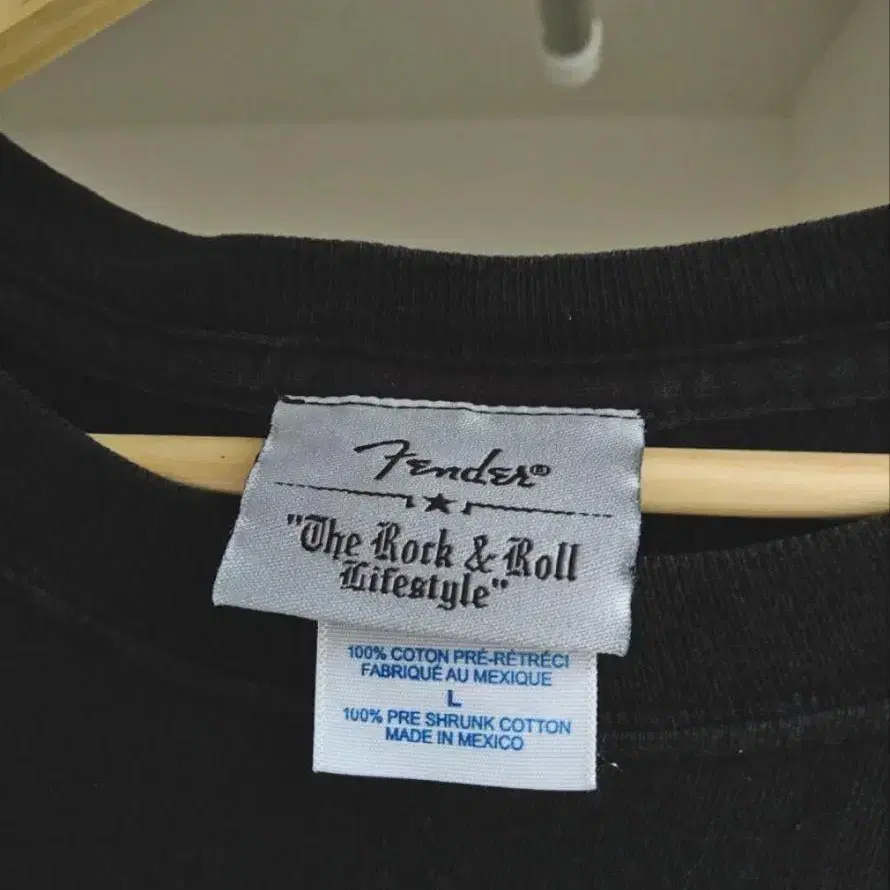 Fender®
"The Rock & Roll
Lifestyle"
100% COTON PRÉ-RÉTRÉCI
FABRIQUÉ AU MEXIQUE
L
100% PRE SHRUNK COTTON
MADE IN MEXICO